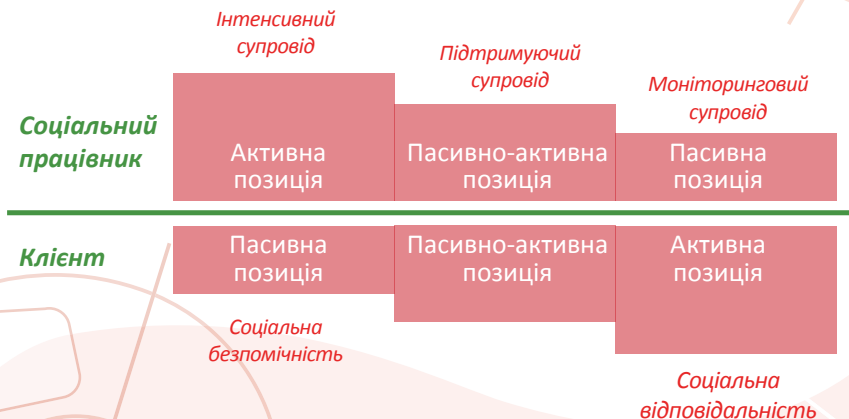 Інтенсивний
супровід
Підтримуючий
супровід
Моніторинговий
супровід
Соціальний
працівник
Активна
позиція
Пасивно-активна
позиція
Пасивна
позиція
Клієнт
Пасивна
позиція
Пасивно-активна
позиція
Активна
позиція
Соціальна
безпомічність
Соціальна
відповідальність